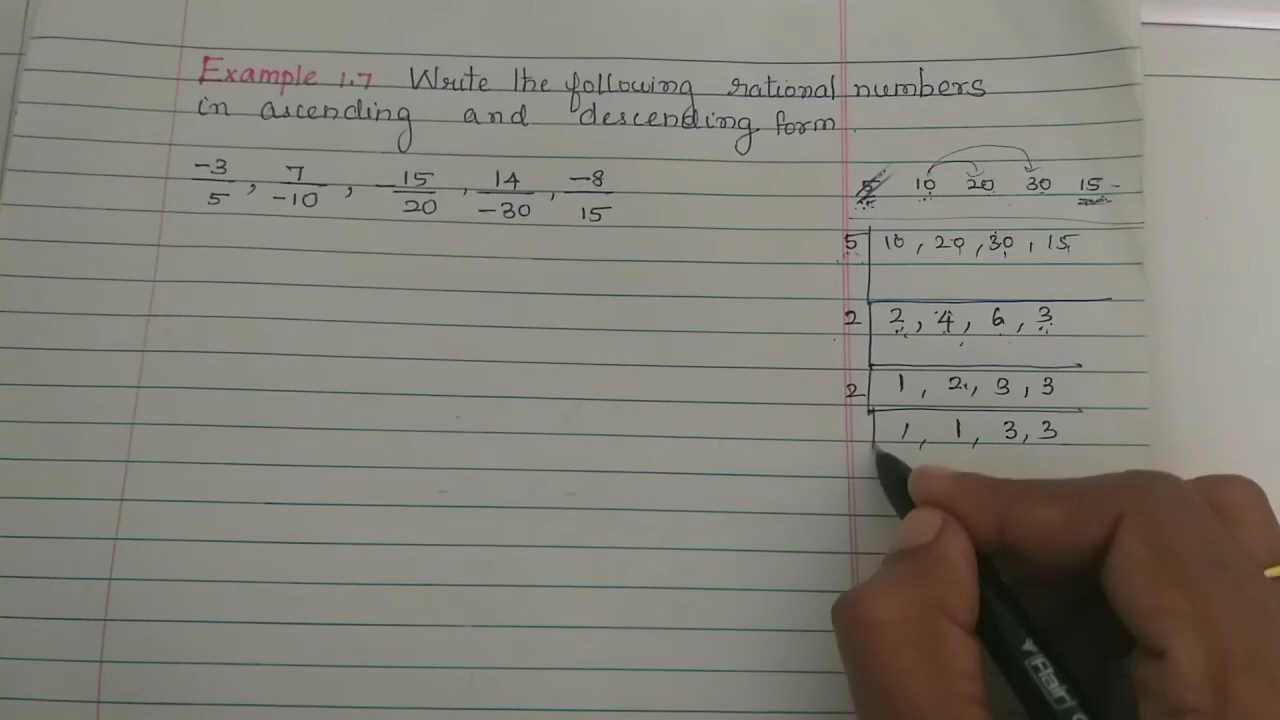 Example 1.7 Write the following rational numbers
in ascending and descending form.
-3/5, 7/-10, -15/20, 14/-30, -8/15
5 10 20 30 15
5 | 10, 20, 30, 15
2 | 2, 4, 6, 3
2 | 1, 2, 3, 3
1, 1, 3, 3
Flair